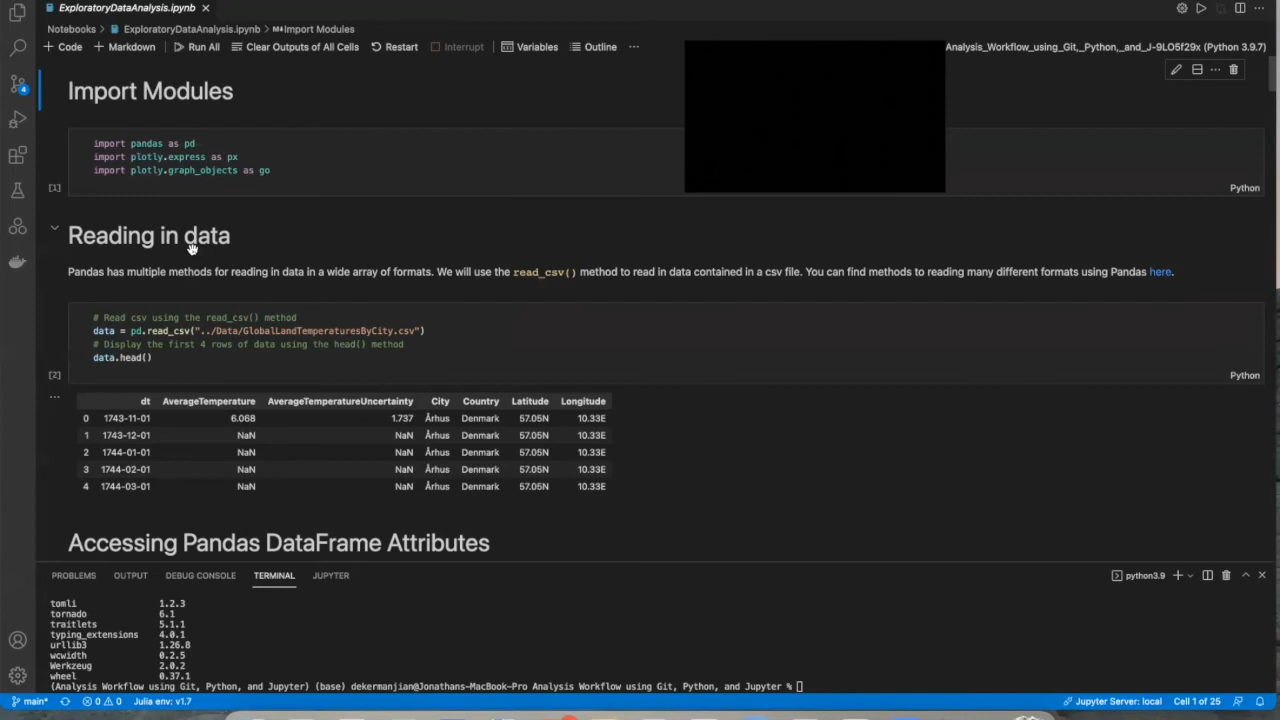 ExploratoryDataAnalysis.ipynb
Notebooks > ExploratoryDataAnalysis.ipynb > Import Modules
+ Code + Markdown Run All Clear Outputs of All Cells Restart Interrupt Variables Outline ... Analysis_Workflow_using_Git,_Python,_and_J-9LO5f29x (Python 3.9.7)
Import Modules
import pandas as pd
import plotly.express as px
import plotly.graph_objects as go
[1] Python
Reading in data
Pandas has multiple methods for reading in data in a wide array of formats. We will use the read_csv() method to read in data contained in a csv file. You can find methods to reading many different formats using Pandas here.
# Read csv using the read_csv() method
data = pd.read_csv("../Data/GlobalLandTemperaturesByCity.csv")
# Display the first 4 rows of data using the head() method
data.head()
[2] Python
dt AverageTemperature AverageTemperatureUncertainty City Country Latitude Longitude
0 1743-11-01 6.068 1.737 Århus Denmark 57.05N 10.33E
1 1743-12-01 NaN NaN Århus Denmark 57.05N 10.33E
2 1744-01-01 NaN NaN Århus Denmark 57.05N 10.33E
3 1744-02-01 NaN NaN Århus Denmark 57.05N 10.33E
4 1744-03-01 NaN NaN Århus Denmark 57.05N 10.33E
Accessing Pandas DataFrame Attributes
PROBLEMS OUTPUT DEBUG CONSOLE TERMINAL JUPYTER python3.9
tomli 1.2.3
tornado 6.1
traitlets 5.1.1
typing_extensions 4.0.1
urllib3 1.26.8
wcwidth 0.2.5
Werkzeug 2.0.2
wheel 0.37.1
(Analysis Workflow using Git, Python, and Jupyter) (base) dekermanjian@Jonathans-MacBook-Pro Analysis Workflow using Git, Python, and Jupyter %
4
main* 0 0 Julia env: v1.7 Jupyter Server: local Cell 1 of 25